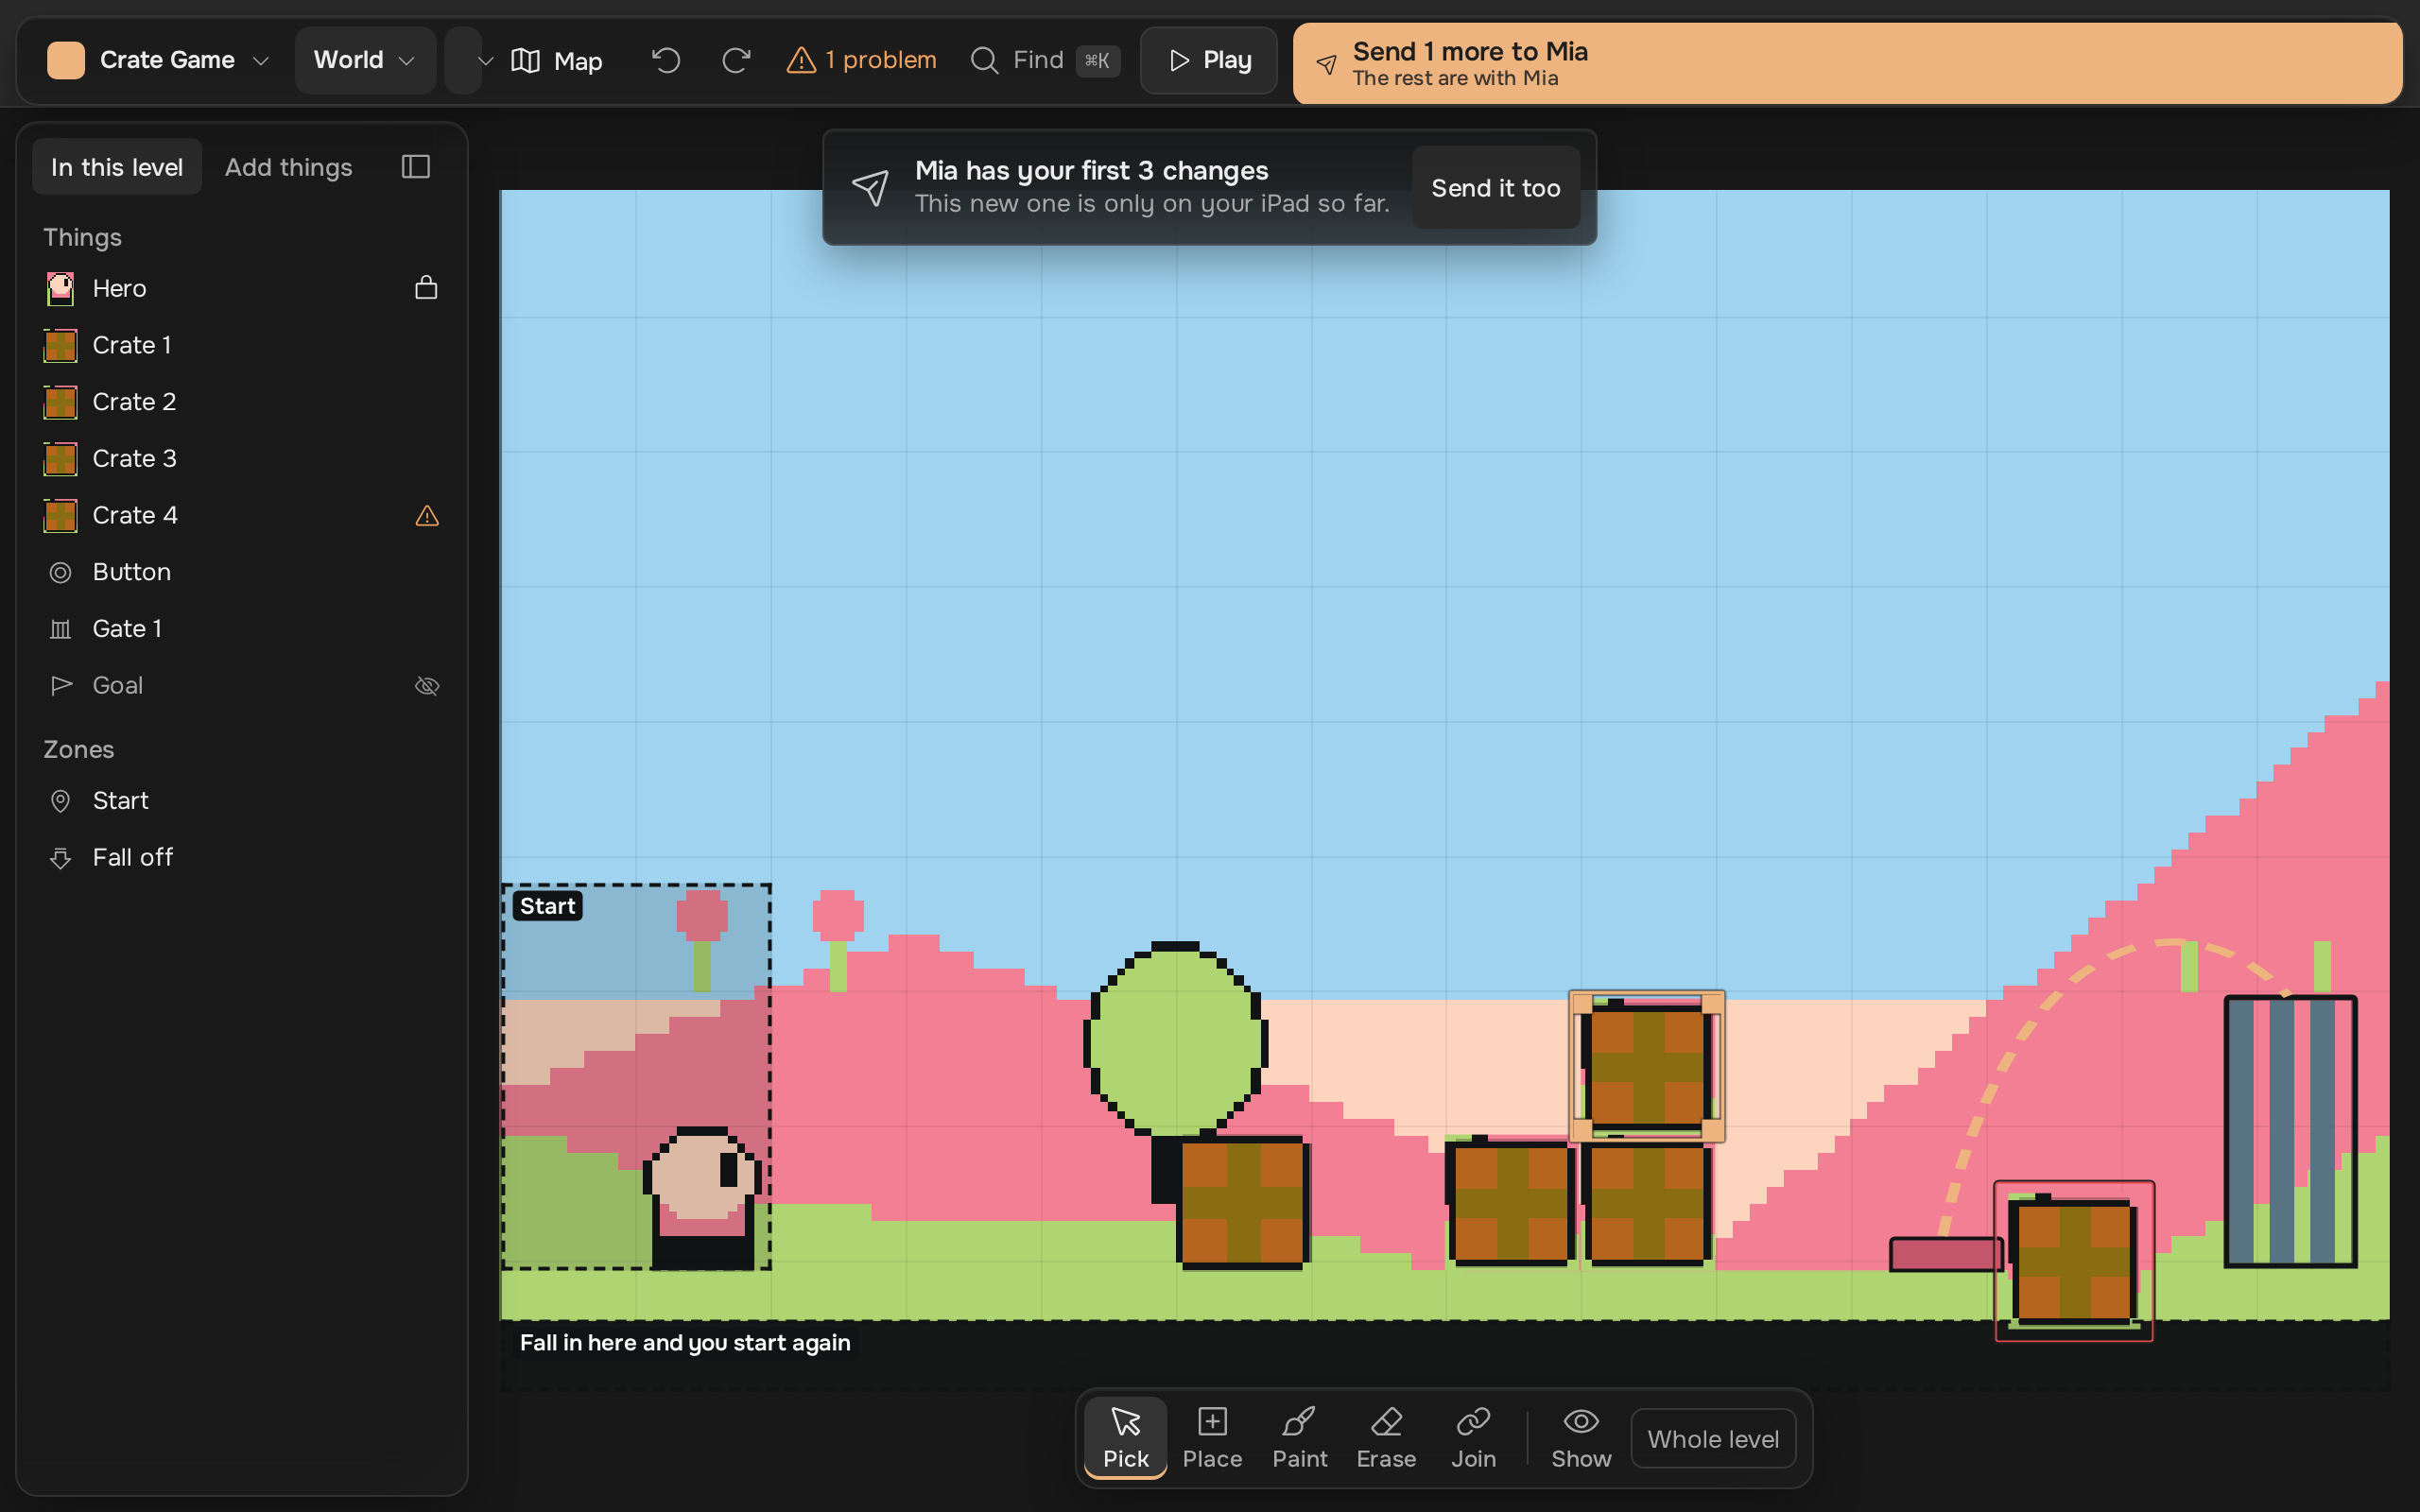 Crate Game
World
Map
1 problem
Find ⌘K
Play
Send 1 more to Mia
The rest are with Mia
In this level
Add things
Mia has your first 3 changes
This new one is only on your iPad so far.
Send it too
Things
Hero
Crate 1
Crate 2
Crate 3
Crate 4
Button
Gate 1
Goal
Zones
Start
Fall off
Start
Fall in here and you start again
Pick
Place
Paint
Erase
Join
Show
Whole level